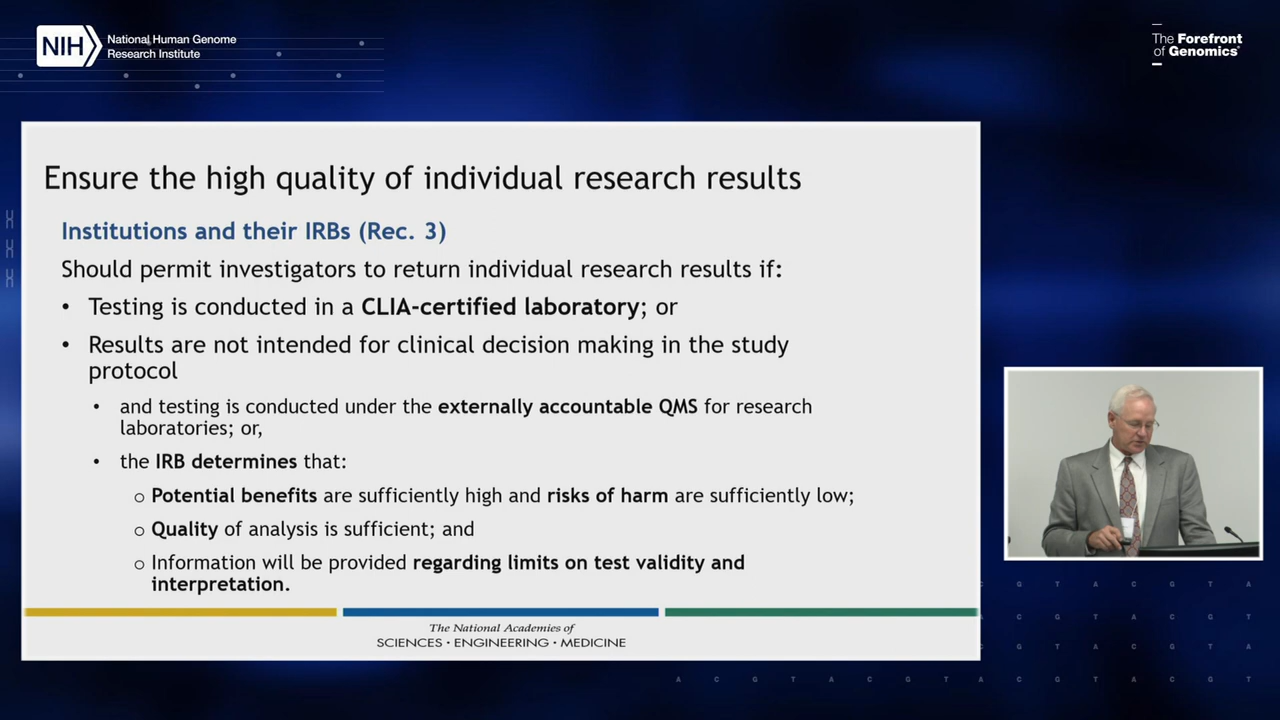 NIH
National Human Genome
Research Institute
The Forefront
of Genomics®
Ensure the high quality of individual research results
Institutions and their IRBs (Rec. 3)
Should permit investigators to return individual research results if:
• Testing is conducted in a CLIA-certified laboratory; or
• Results are not intended for clinical decision making in the study
protocol
• and testing is conducted under the externally accountable QMS for research
laboratories; or,
• the IRB determines that:
o Potential benefits are sufficiently high and risks of harm are sufficiently low;
o Quality of analysis is sufficient; and
o Information will be provided regarding limits on test validity and
interpretation.
The National Academies of
SCIENCES · ENGINEERING · MEDICINE
C G T A C G T A
C G T A C G T
C G T A C G T A
A C G T A C G T A C G T A C G T